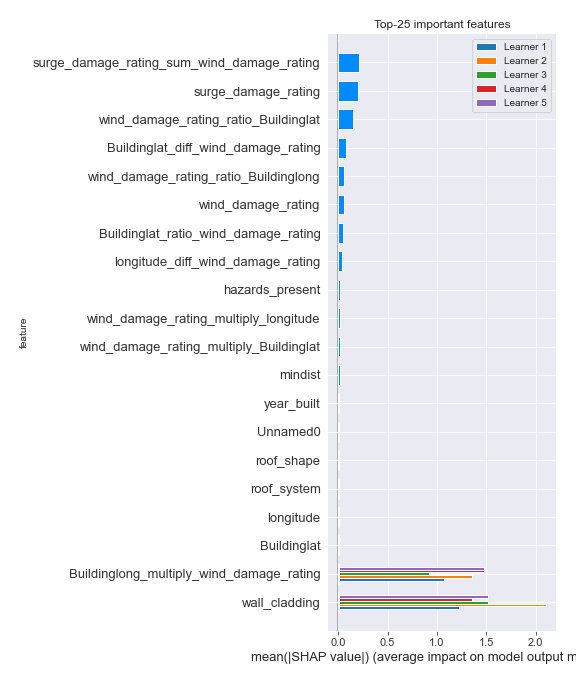 Top-25 important features
Learner 1
Learner 2
Learner 3
Learner 4
Learner 5
surge_damage_rating_sum_wind_damage_rating
surge_damage_rating
wind_damage_rating_ratio_Buildinglat
Buildinglat_diff_wind_damage_rating
wind_damage_rating_ratio_Buildinglong
wind_damage_rating
Buildinglat_ratio_wind_damage_rating
longitude_diff_wind_damage_rating
hazards_present
wind_damage_rating_multiply_longitude
wind_damage_rating_multiply_Buildinglat
mindist
year_built
Unnamed0
roof_shape
roof_system
longitude
Buildinglat
Buildinglong_multiply_wind_damage_rating
wall_cladding
feature
0.0 0.5 1.0 1.5 2.0
mean(|SHAP value|) (average impact on model output m